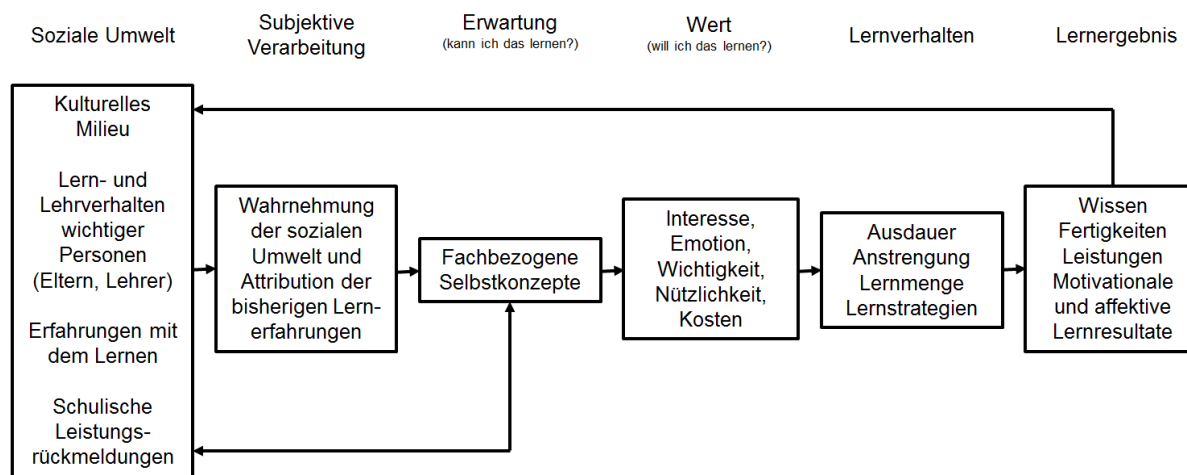 Soziale Umwelt
Subjektive
Verarbeitung
Erwartung
(kann ich das lernen?)
Wert
(will ich das lernen?)
Lernverhalten
Lernergebnis
Kulturelles
Milieu
Lern- und
Lehrverhalten
wichtiger
Personen
(Eltern, Lehrer)
Erfahrungen mit
dem Lernen
Schulische
Leistungs-
rückmeldungen
Wahrnehmung
der sozialen
Umwelt und
Attribution der
bisherigen Lern-
erfahrungen
Fachbezogene
Selbstkonzepte
Interesse,
Emotion,
Wichtigkeit,
Nützlichkeit,
Kosten
Ausdauer
Anstrengung
Lernmenge
Lernstrategien
Wissen
Fertigkeiten
Leistungen
Motivationale
und affektive
Lernresultate